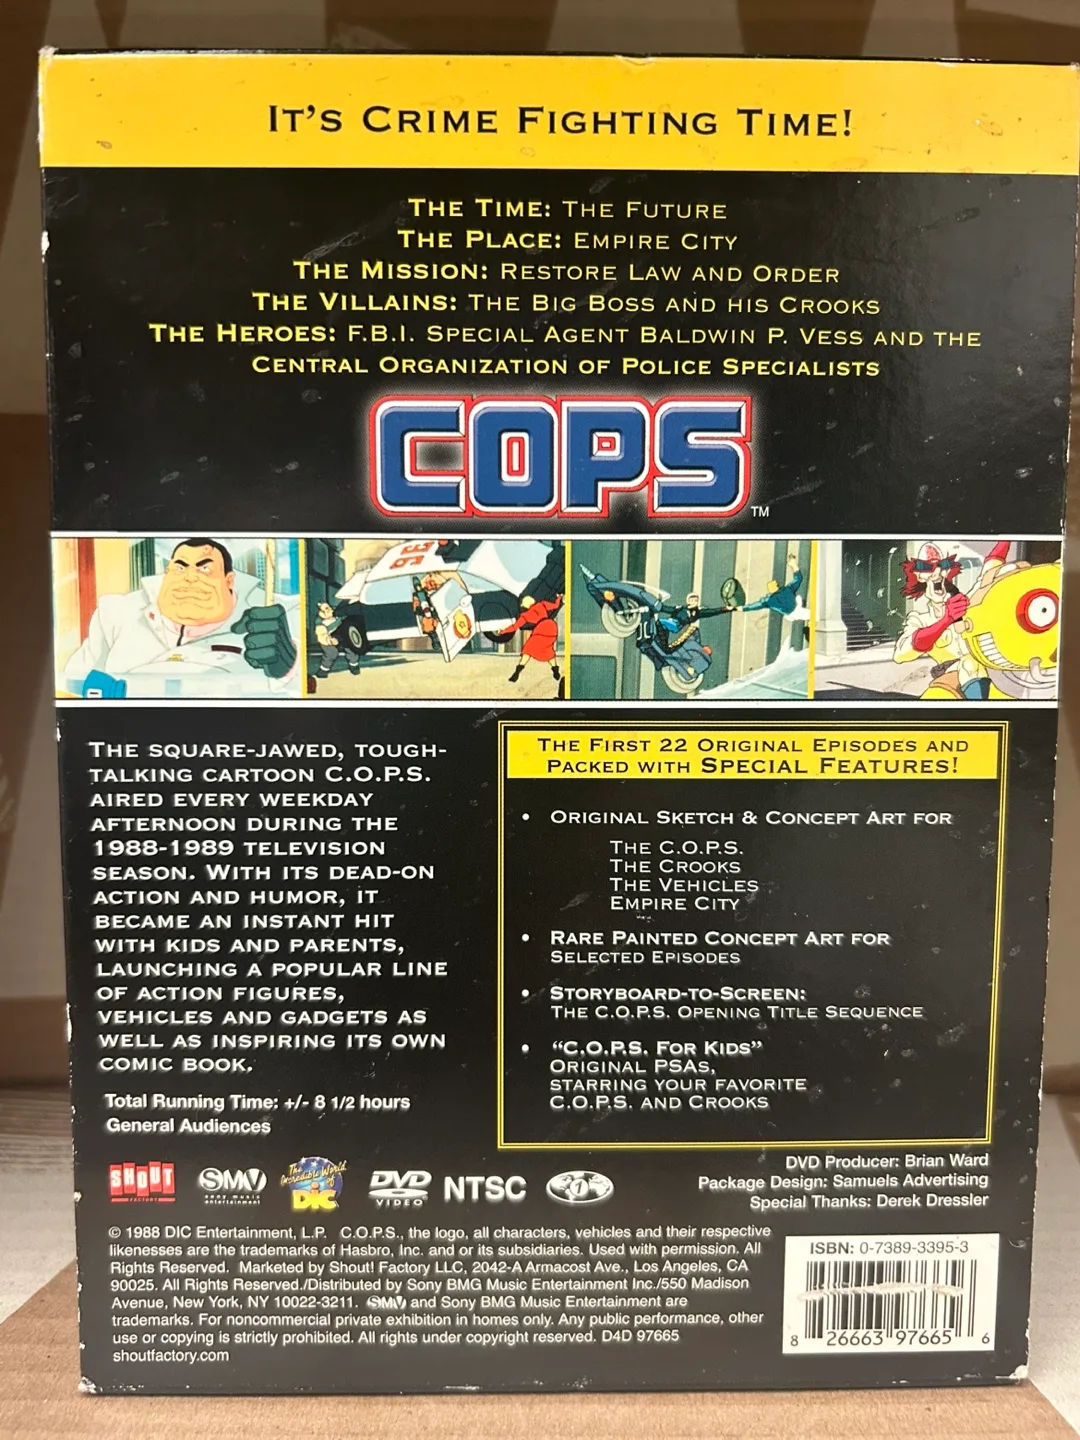 IT'S CRIME FIGHTING TIME!
THE TIME: THE FUTURE
THE PLACE: EMPIRE CITY
THE MISSION: RESTORE LAW AND ORDER
THE VILLAINS: THE BIG BOSS AND HIS CROOKS
THE HEROES: F.B.I. SPECIAL AGENT BALDWIN P. VESS AND THE
CENTRAL ORGANIZATION OF POLICE SPECIALISTS
COPS TM
THE SQUARE-JAWED, TOUGH-
TALKING CARTOON C.O.P.S.
AIRED EVERY WEEKDAY
AFTERNOON DURING THE
1988-1989 TELEVISION
SEASON. WITH ITS DEAD-ON
ACTION AND HUMOR, IT
BECAME AN INSTANT HIT
WITH KIDS AND PARENTS,
LAUNCHING A POPULAR LINE
OF ACTION FIGURES,
VEHICLES AND GADGETS AS
WELL AS INSPIRING ITS OWN
COMIC BOOK.
Total Running Time: +/- 8 1/2 hours
General Audiences
THE FIRST 22 ORIGINAL EPISODES AND
PACKED WITH SPECIAL FEATURES!
• ORIGINAL SKETCH & CONCEPT ART FOR
THE C.O.P.S.
THE CROOKS
THE VEHICLES
EMPIRE CITY
• RARE PAINTED CONCEPT ART FOR
SELECTED EPISODES
• STORYBOARD-TO-SCREEN:
THE C.O.P.S. OPENING TITLE SEQUENCE
• "C.O.P.S. FOR KIDS"
ORIGINAL PSAS,
STARRING YOUR FAVORITE
C.O.P.S. AND CROOKS
DVD Producer: Brian Ward
Package Design: Samuels Advertising
Special Thanks: Derek Dressler
SHOUT FACTORY
SMV sony music entertainment
The Incredible World of DIC
DVD VIDEO
NTSC
1
© 1988 DIC Entertainment, L.P. C.O.P.S., the logo, all characters, vehicles and their respective
likenesses are the trademarks of Hasbro, Inc. and or its subsidiaries. Used with permission. All
Rights Reserved. Marketed by Shout! Factory LLC, 2042-A Armacost Ave., Los Angeles, CA
90025. All Rights Reserved./Distributed by Sony BMG Music Entertainment Inc./550 Madison
Avenue, New York, NY 10022-3211. SMV and Sony BMG Music Entertainment are
trademarks. For noncommercial private exhibition in homes only. Any public performance, other
use or copying is strictly prohibited. All rights under copyright reserved. D4D 97665
shoutfactory.com
ISBN: 0-7389-3395-3
8 26663 97665 6